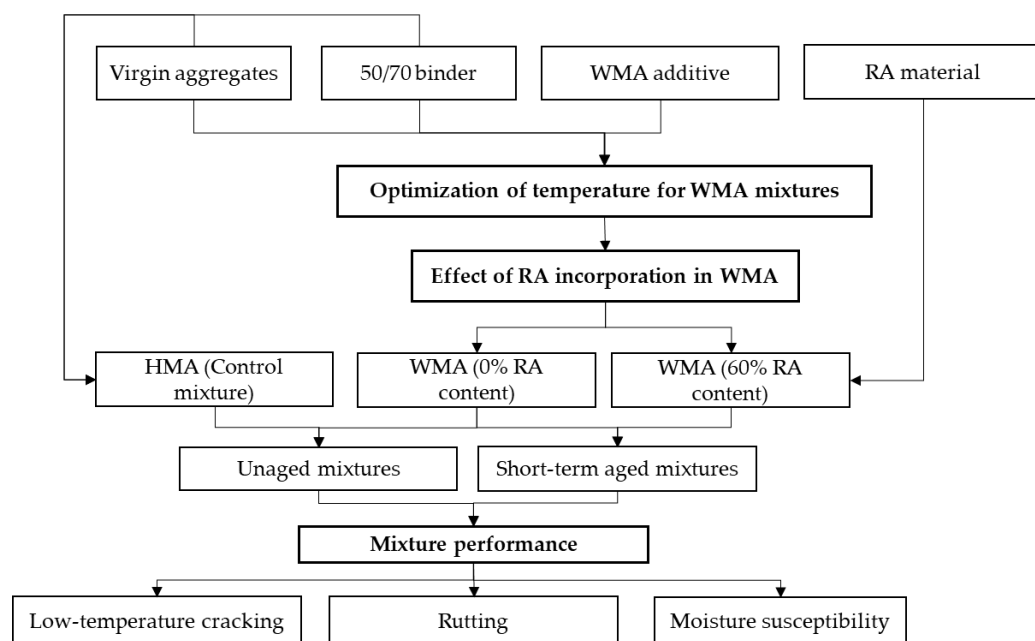 Virgin aggregates
50/70 binder
WMA additive
RA material
Optimization of temperature for WMA mixtures
Effect of RA incorporation in WMA
HMA (Control
mixture)
WMA (0% RA
content)
WMA (60% RA
content)
Unaged mixtures
Short-term aged mixtures
Mixture performance
Low-temperature cracking
Rutting
Moisture susceptibility